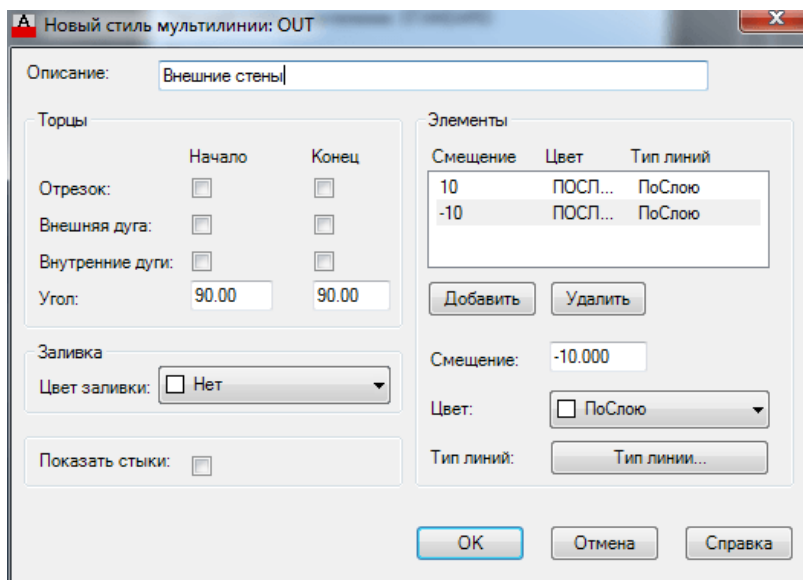 Новый стиль мультилинии: OUT
Описание: Внешние стены
Торцы
Начало Конец
Отрезок:
Внешняя дуга:
Внутренние дуги:
Угол: 90.00 90.00
Заливка
Цвет заливки: Нет
Показать стыки:
Элементы
Смещение Цвет Тип линий
10 ПОСЛ... ПоСлою
-10 ПОСЛ... ПоСлою
Добавить Удалить
Смещение: -10.000
Цвет: ПоСлою
Тип линий: Тип линии...
OK Отмена Справка